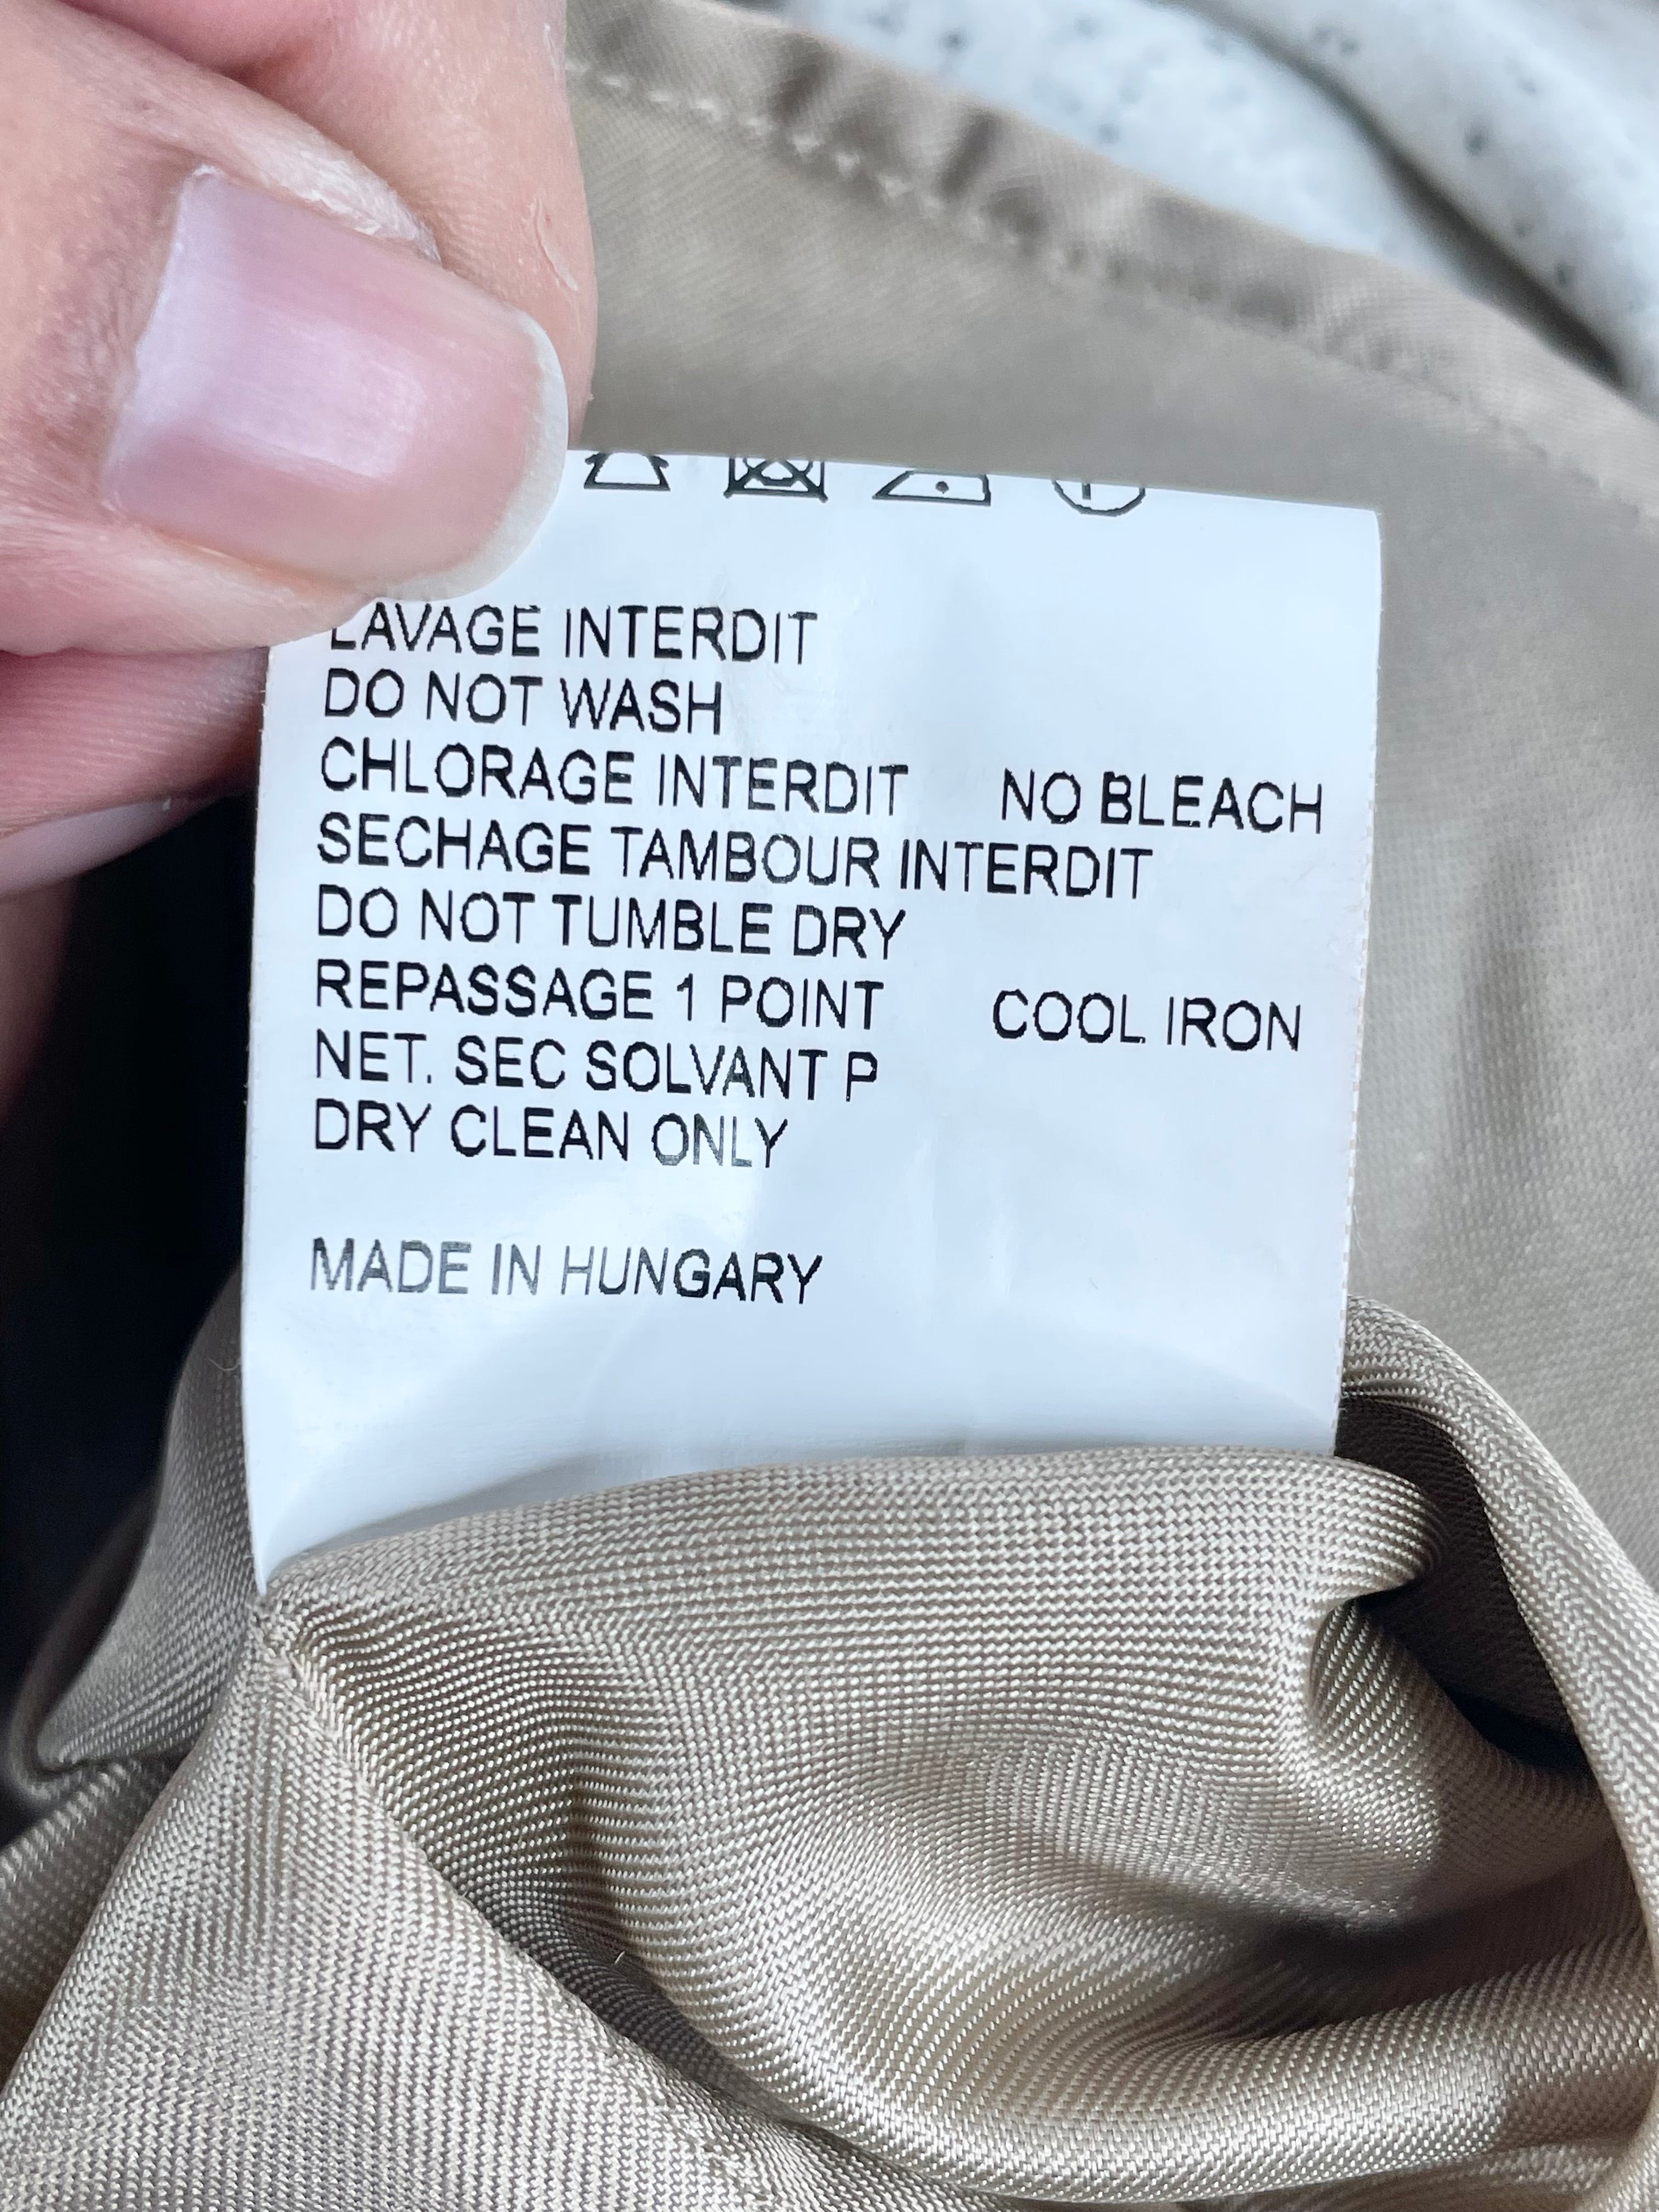 LAVAGE INTERDIT
DO NOT WASH
CHLORAGE INTERDIT NO BLEACH
SECHAGE TAMBOUR INTERDIT
DO NOT TUMBLE DRY
REPASSAGE 1 POINT COOL IRON
NET. SEC SOLVANT P
DRY CLEAN ONLY
MADE IN HUNGARY